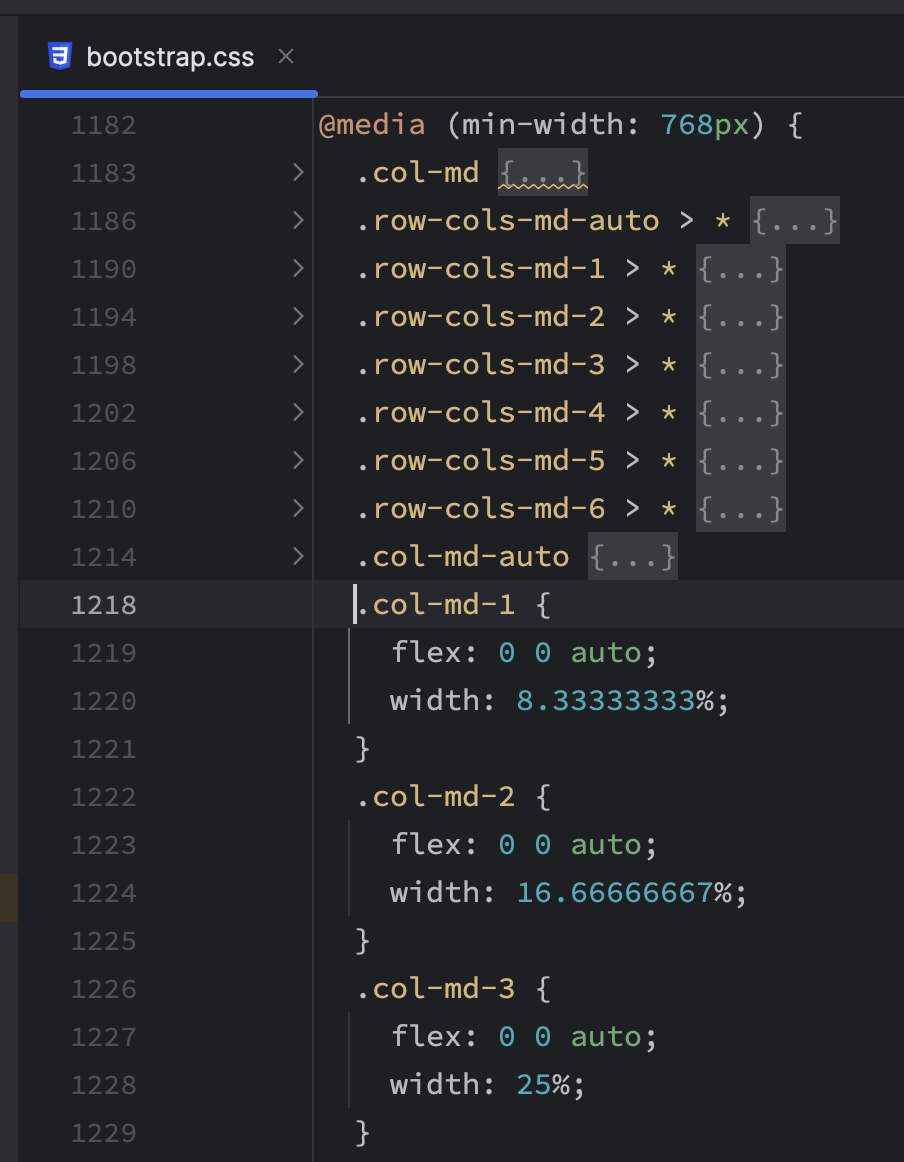 bootstrap.css ×
1182 @media (min-width: 768px) {
1183 .col-md {...}
1186 .row-cols-md-auto > * {...}
1190 .row-cols-md-1 > * {...}
1194 .row-cols-md-2 > * {...}
1198 .row-cols-md-3 > * {...}
1202 .row-cols-md-4 > * {...}
1206 .row-cols-md-5 > * {...}
1210 .row-cols-md-6 > * {...}
1214 .col-md-auto {...}
1218 .col-md-1 {
1219 flex: 0 0 auto;
1220 width: 8.33333333%;
1221 }
1222 .col-md-2 {
1223 flex: 0 0 auto;
1224 width: 16.66666667%;
1225 }
1226 .col-md-3 {
1227 flex: 0 0 auto;
1228 width: 25%;
1229 }